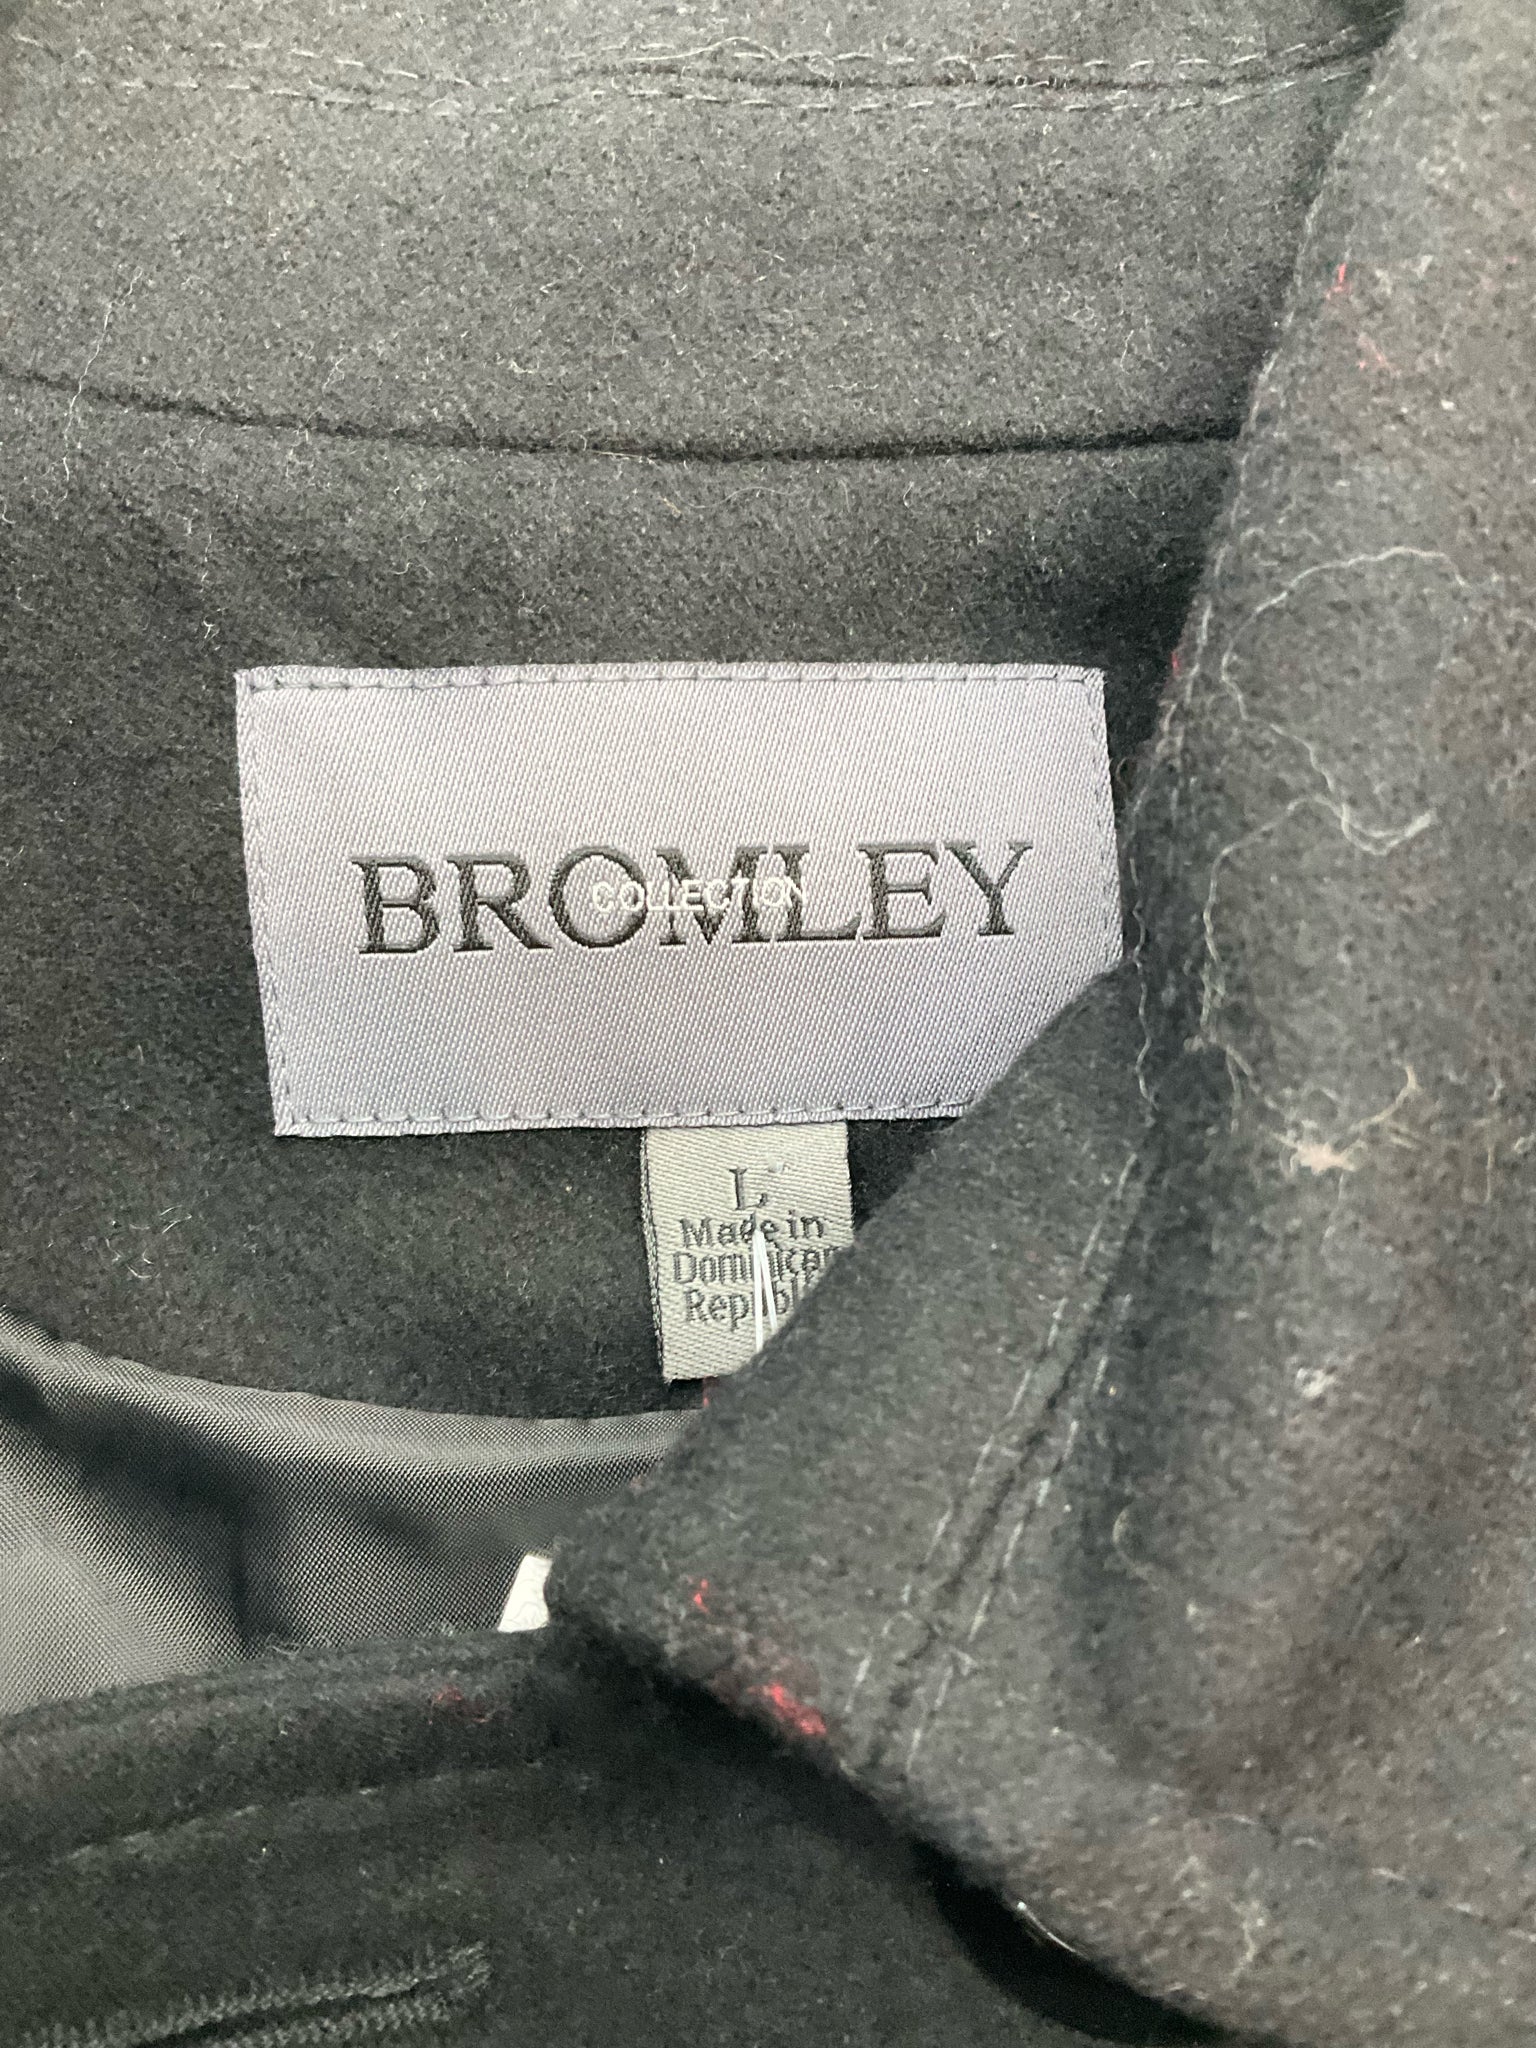 BROMLEY
COLLECTION
L
Made in
Dominican
Republic